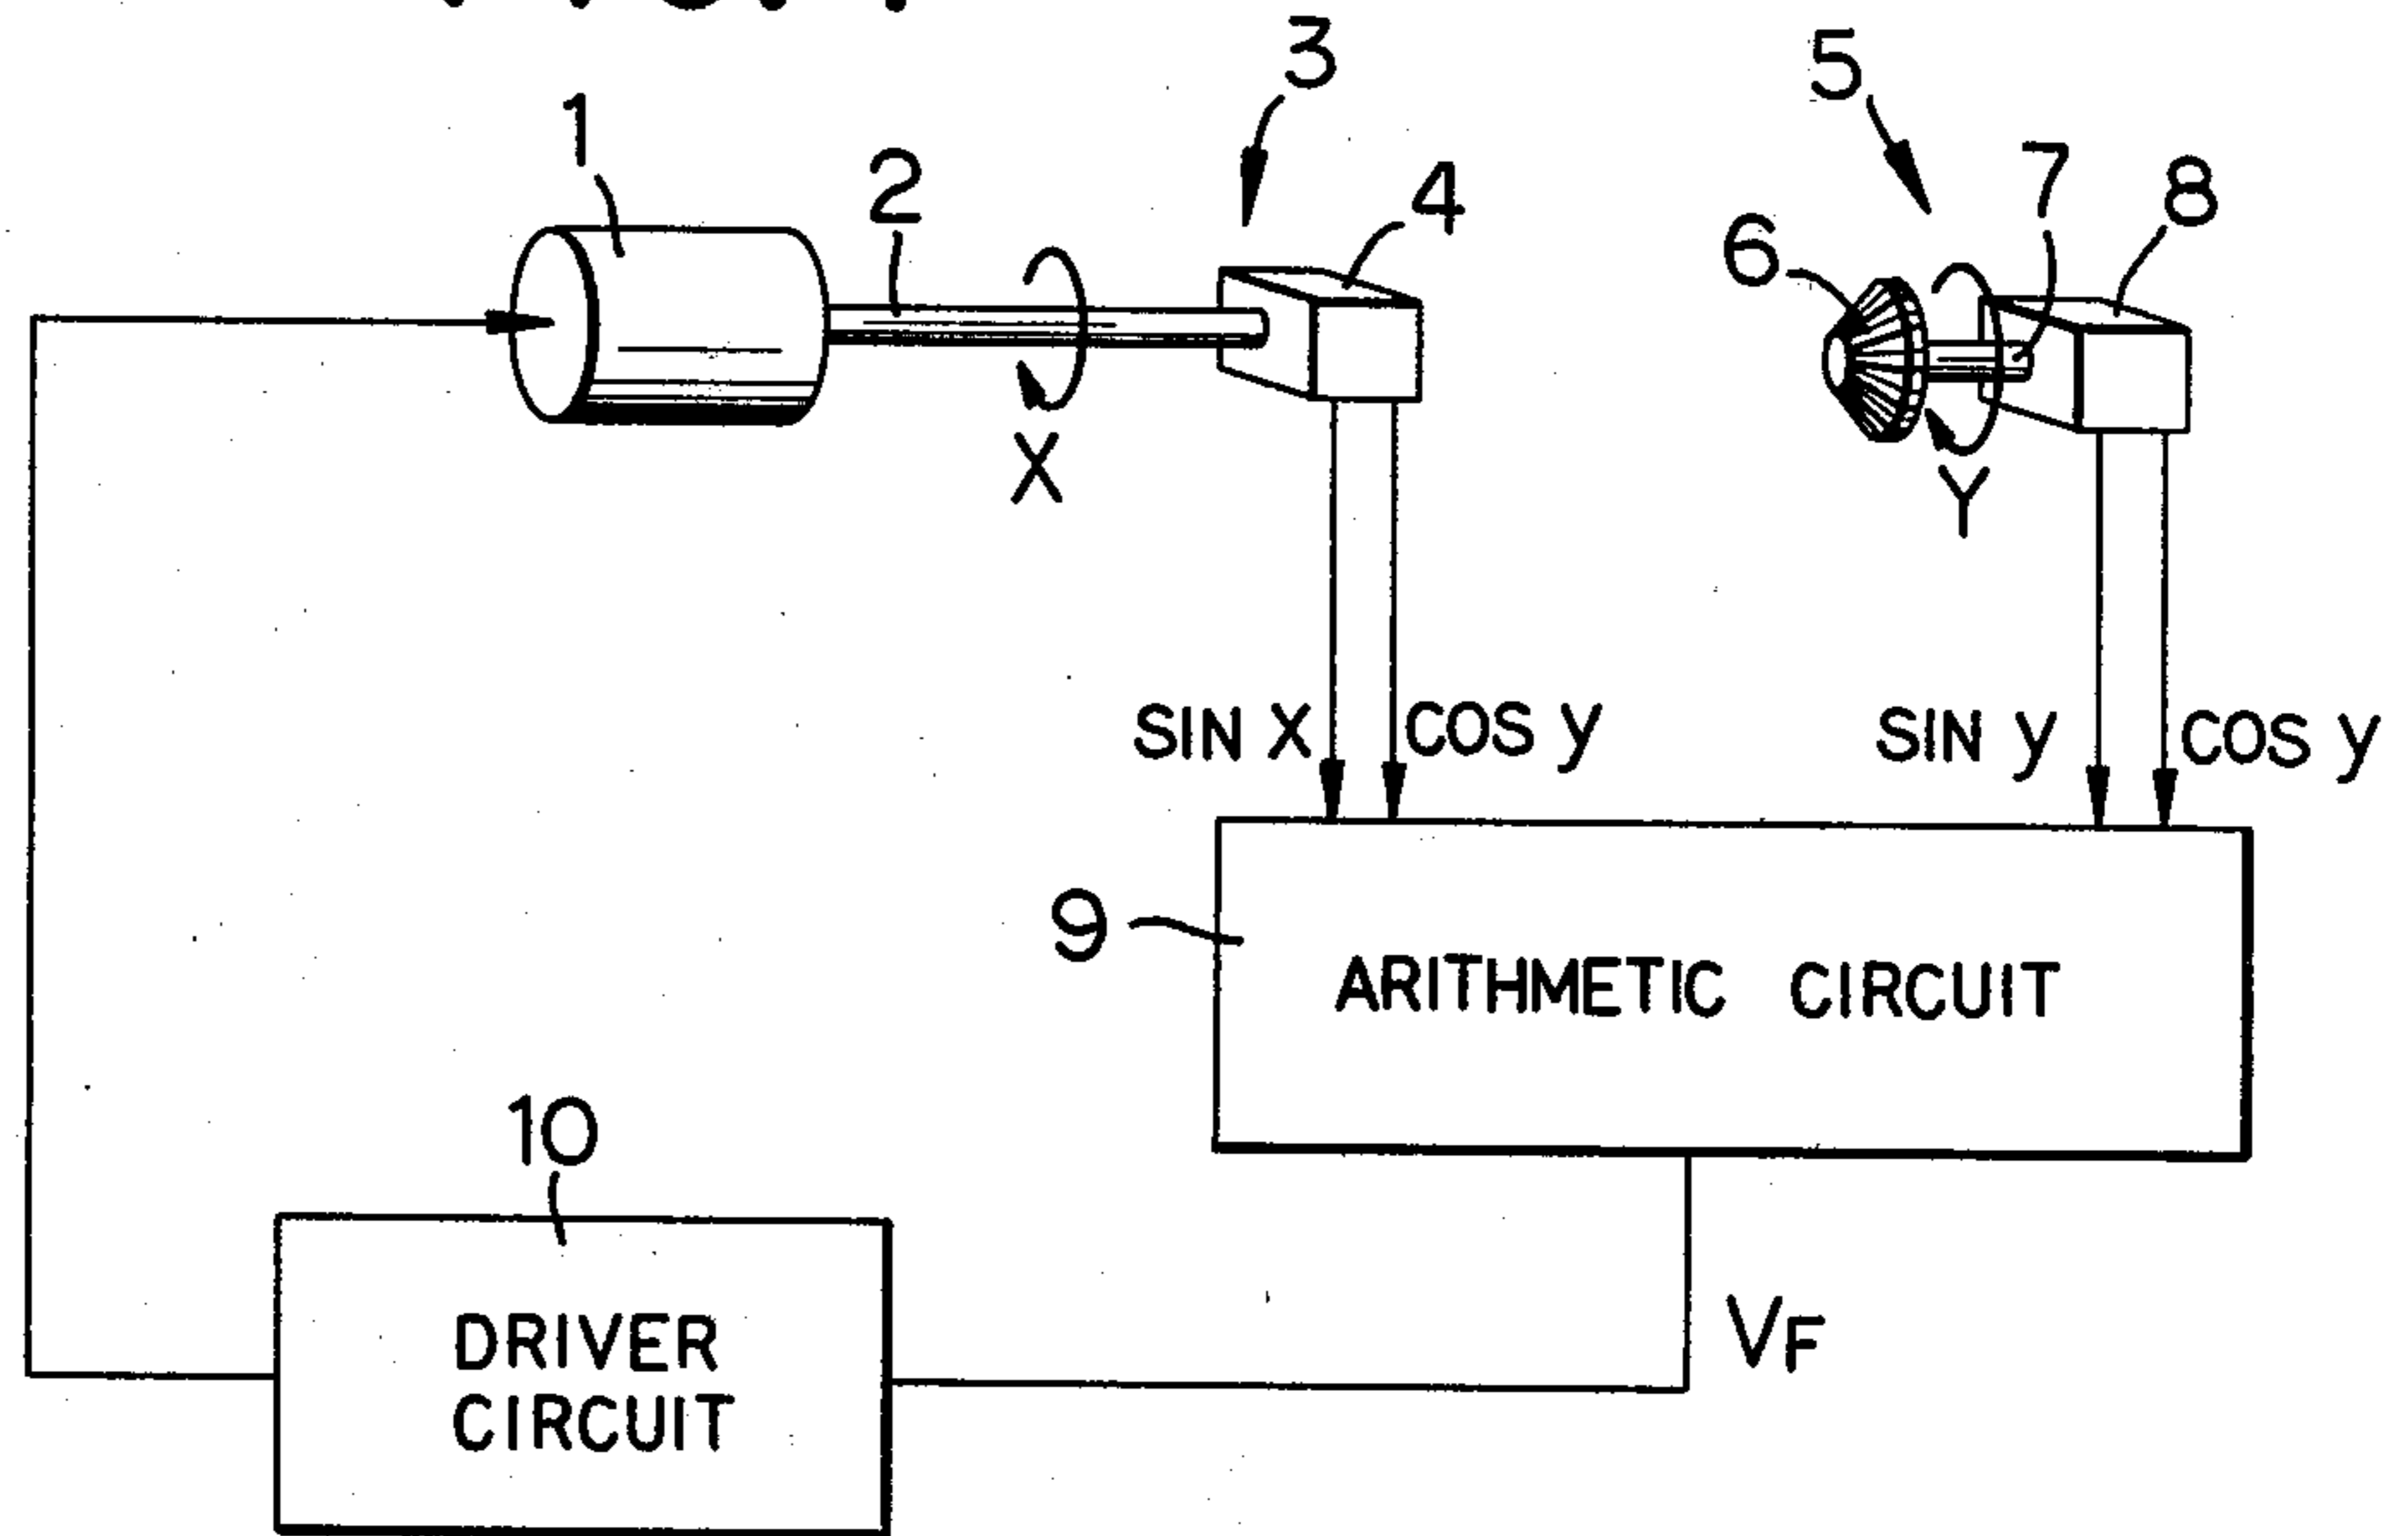 3
5
1
2
4
7
8
6
X
Y
SIN x
COS y
SIN y
COS y
9
ARITHMETIC CIRCUIT
10
VF
DRIVER
CIRCUIT